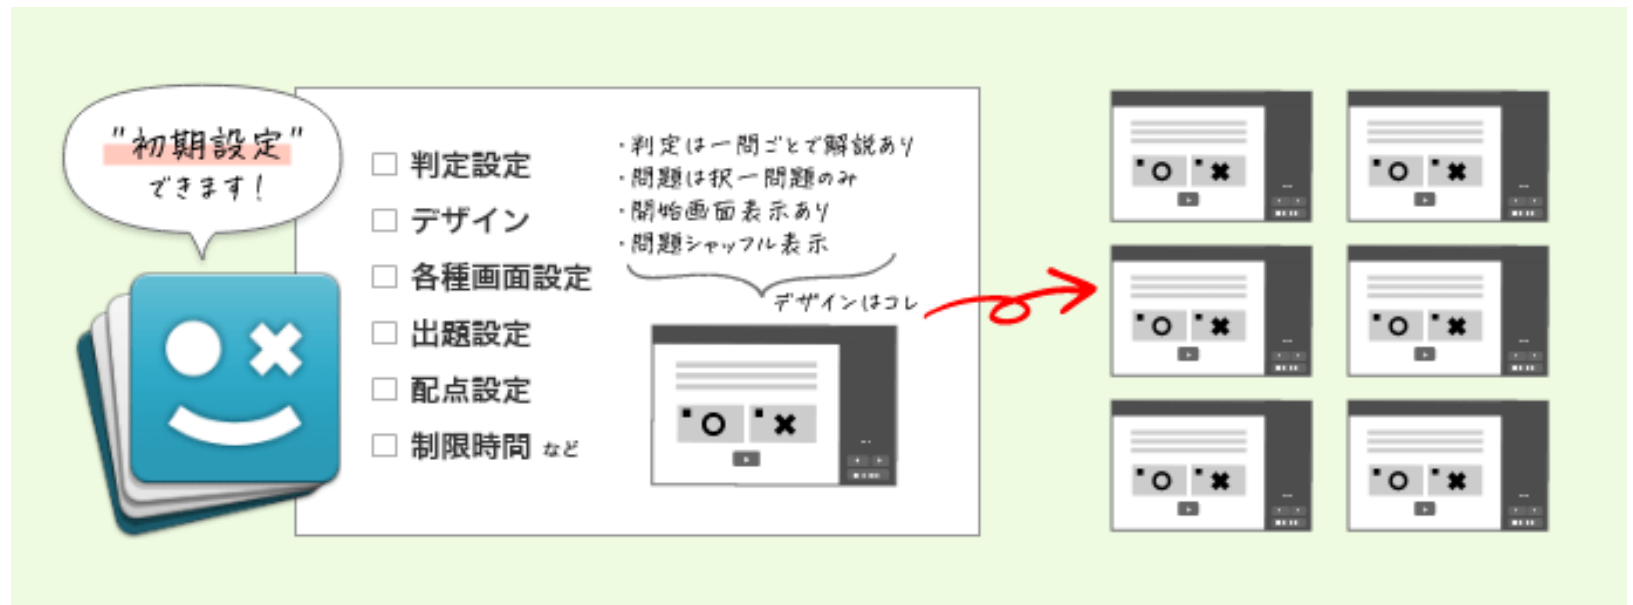 "初期設定"
できます!
判定設定
デザイン
各種画面設定
出題設定
配点設定
制限時間 など
・判定は一問ごとで解説あり
・問題は択一問題のみ
・開始画面表示あり
・問題シャッフル表示
デザインはコレ